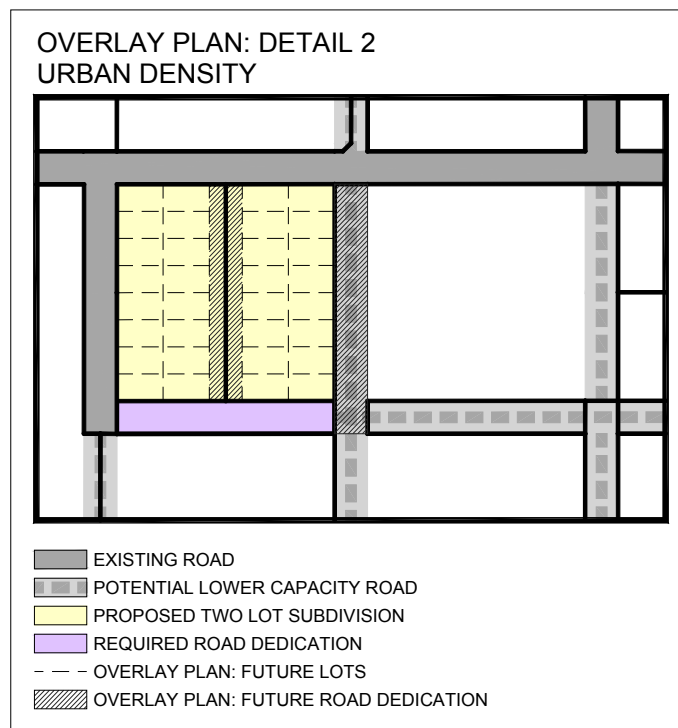 OVERLAY PLAN: DETAIL 2
URBAN DENSITY
EXISTING ROAD
POTENTIAL LOWER CAPACITY ROAD
PROPOSED TWO LOT SUBDIVISION
REQUIRED ROAD DEDICATION
OVERLAY PLAN: FUTURE LOTS
OVERLAY PLAN: FUTURE ROAD DEDICATION